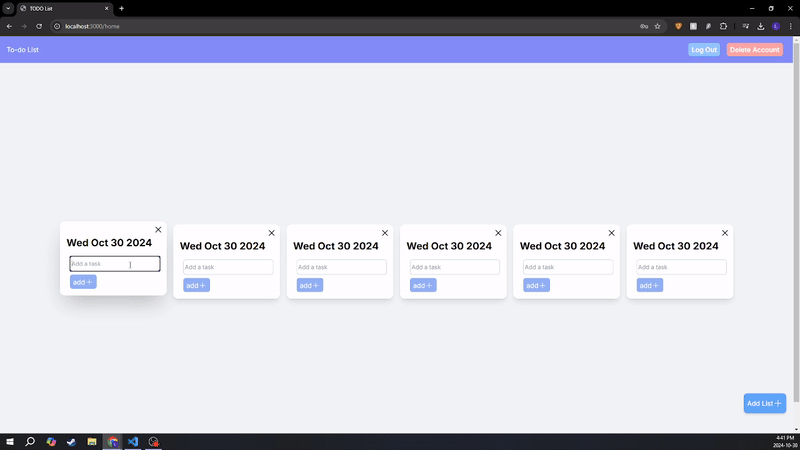 TODO List
localhost:3000/home
To-do List
Log Out
Delete Account
Wed Oct 30 2024
Add a task
add
Wed Oct 30 2024
Add a task
add
Wed Oct 30 2024
Add a task
add
Wed Oct 30 2024
Add a task
add
Wed Oct 30 2024
Add a task
add
Wed Oct 30 2024
Add a task
add
Add List
4:41 PM
2024-10-30